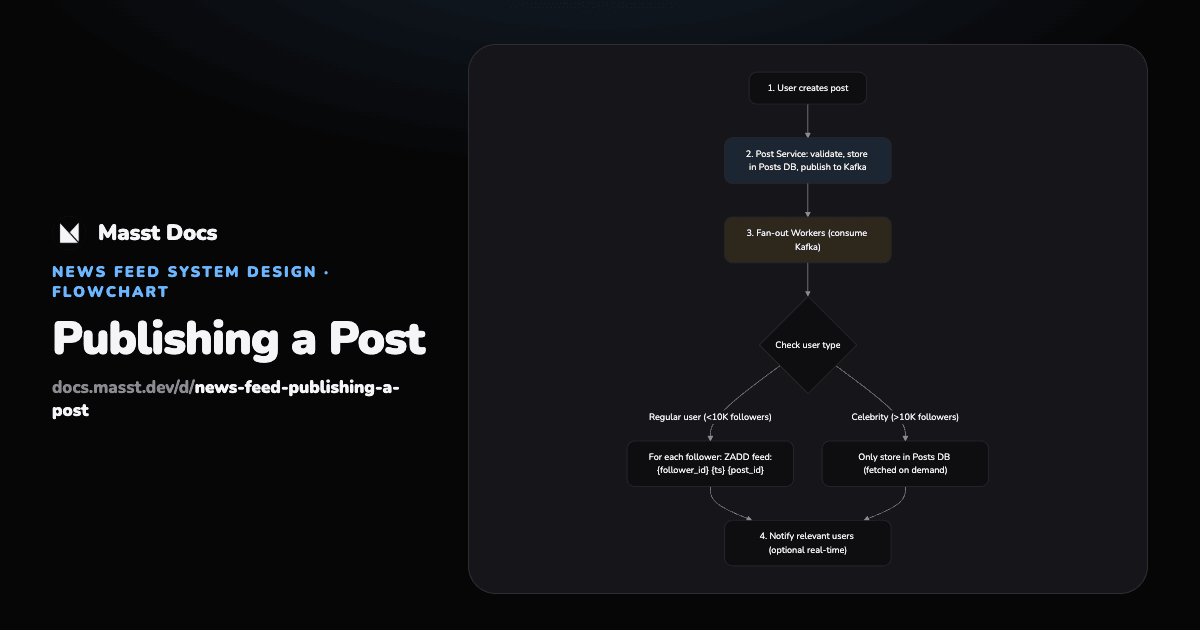 Masst Docs
NEWS FEED SYSTEM DESIGN ·
FLOWCHART
Publishing a Post
docs.masst.dev/d/news-feed-publishing-a-
post
1. User creates post
2. Post Service: validate, store
in Posts DB, publish to Kafka
3. Fan-out Workers (consume
Kafka)
Check user type
Regular user (<10K followers)
Celebrity (>10K followers)
For each follower: ZADD feed:
{follower_id} {ts} {post_id}
Only store in Posts DB
(fetched on demand)
4. Notify relevant users
(optional real-time)